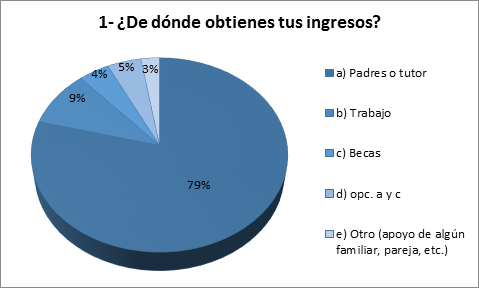 1- ¿De dónde obtienes tus ingresos?
3%
5%
4%
9%
79%
a) Padres o tutor
b) Trabajo
c) Becas
d) opc. a y c
e) Otro (apoyo de algún
familiar, pareja, etc.)